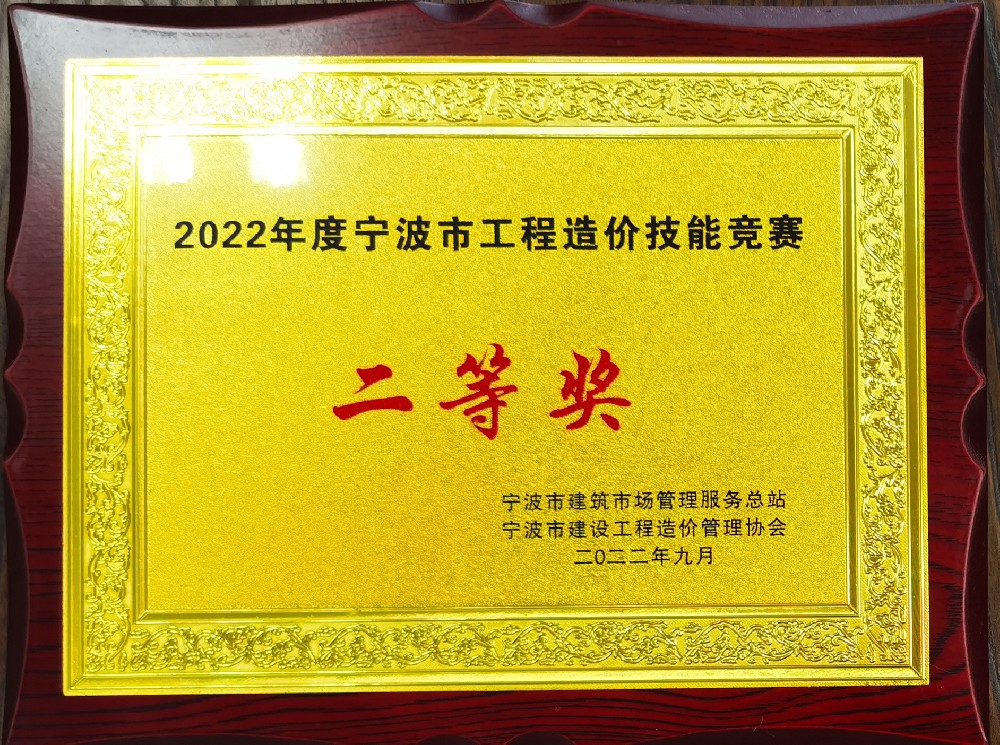 2022年度宁波市工程造价技能竞赛
二等奖
宁波市建筑市场管理服务总站
宁波市建设工程造价管理协会
二〇二二年九月